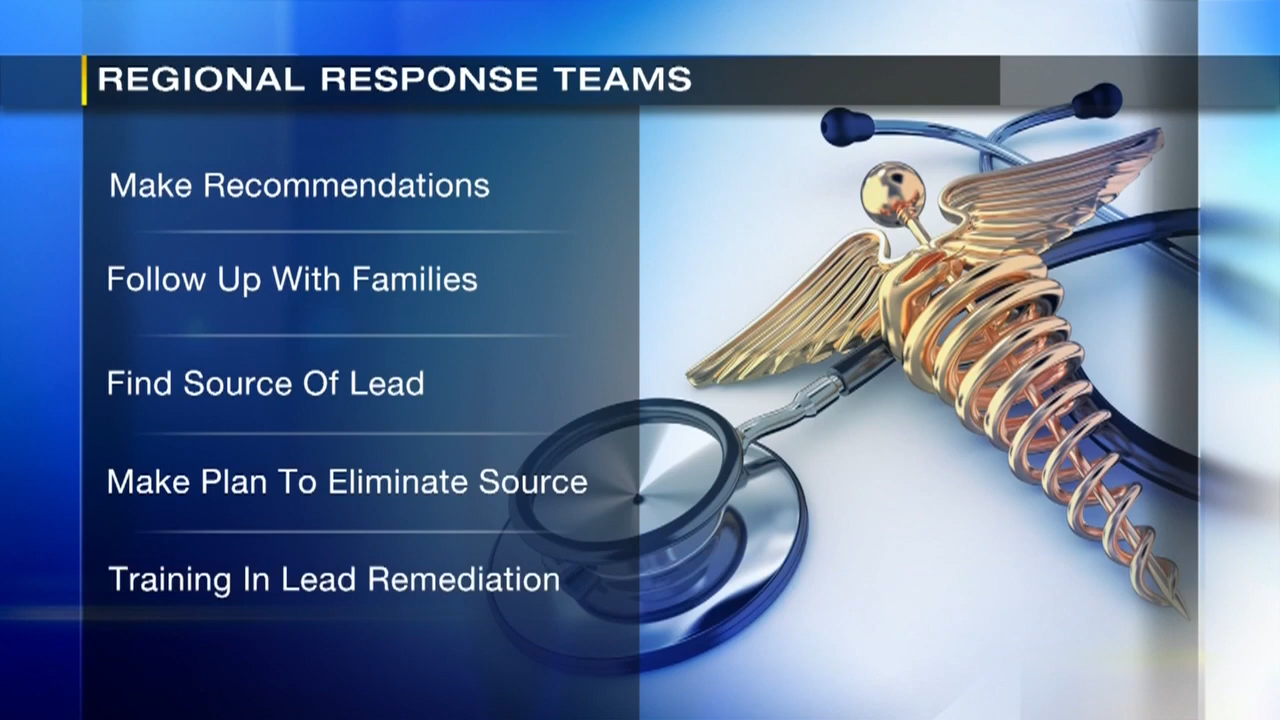 REGIONAL RESPONSE TEAMS
Make Recommendations
Follow Up With Families
Find Source Of Lead
Make Plan To Eliminate Source
Training In Lead Remediation